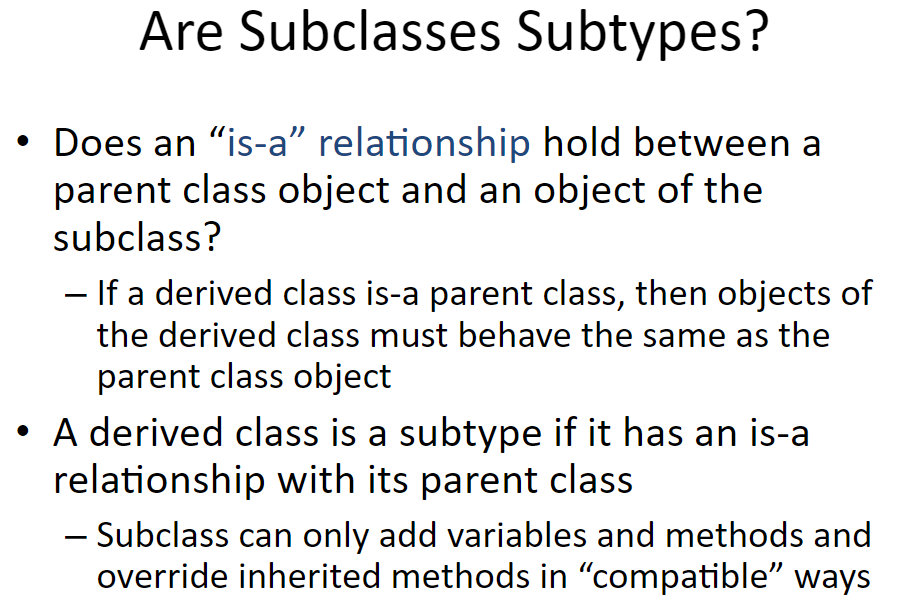 Are Subclasses Subtypes?
• Does an “is-a” relationship hold between a
parent class object and an object of the
subclass?
– If a derived class is-a parent class, then objects of
the derived class must behave the same as the
parent class object
• A derived class is a subtype if it has an is-a
relationship with its parent class
– Subclass can only add variables and methods and
override inherited methods in “compatible” ways